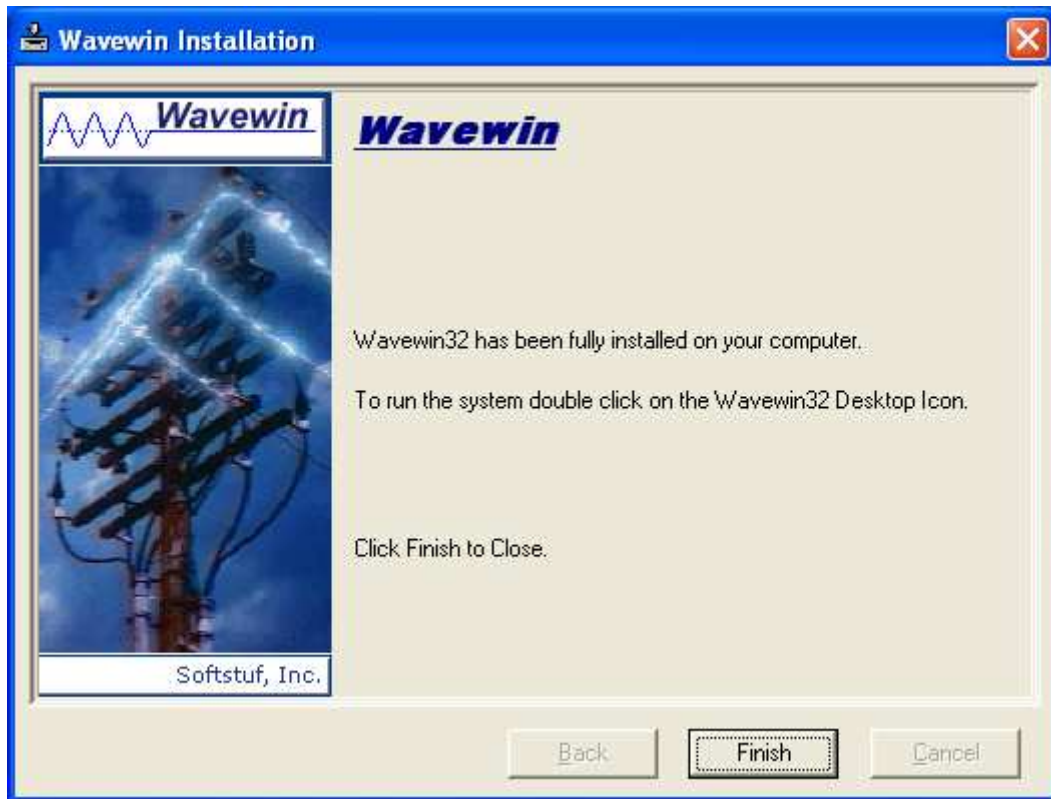 Wavewin Installation
Wavewin
Wavewin
Wavewin32 has been fully installed on your computer.
To run the system double click on the Wavewin32 Desktop Icon.
Click Finish to Close.
Softstuf, Inc.
Back
Finish
Cancel